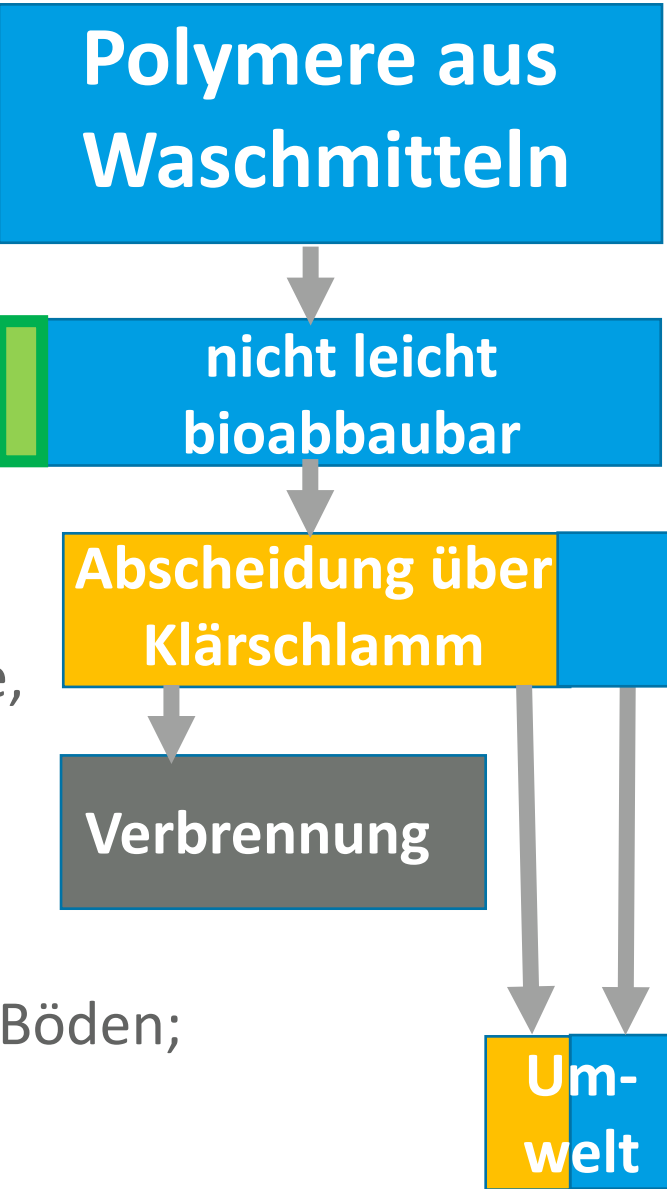 Polymere aus
Waschmitteln
nicht leicht
bioabbaubar
Abscheidung über
Klärschlamm
e,
Verbrennung
Böden;
Um-
welt